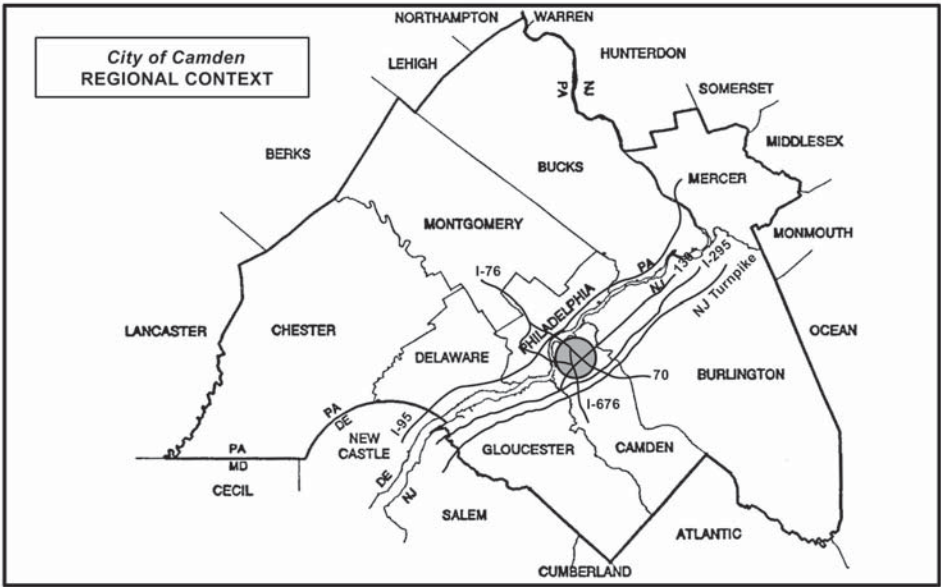 City of Camden
REGIONAL CONTEXT
NORTHAMPTON
WARREN
LEHIGH
HUNTERDON
PA
NJ
SOMERSET
BERKS
MIDDLESEX
BUCKS
MERCER
MONTGOMERY
MONMOUTH
I-76
PA
NJ
130
I-295
NJ Turnpike
PHILADELPHIA
LANCASTER
CHESTER
OCEAN
DELAWARE
70
BURLINGTON
I-676
PA
DE
I-95
NEW
CASTLE
GLOUCESTER
CAMDEN
PA
MD
DE
NJ
CECIL
SALEM
ATLANTIC
CUMBERLAND